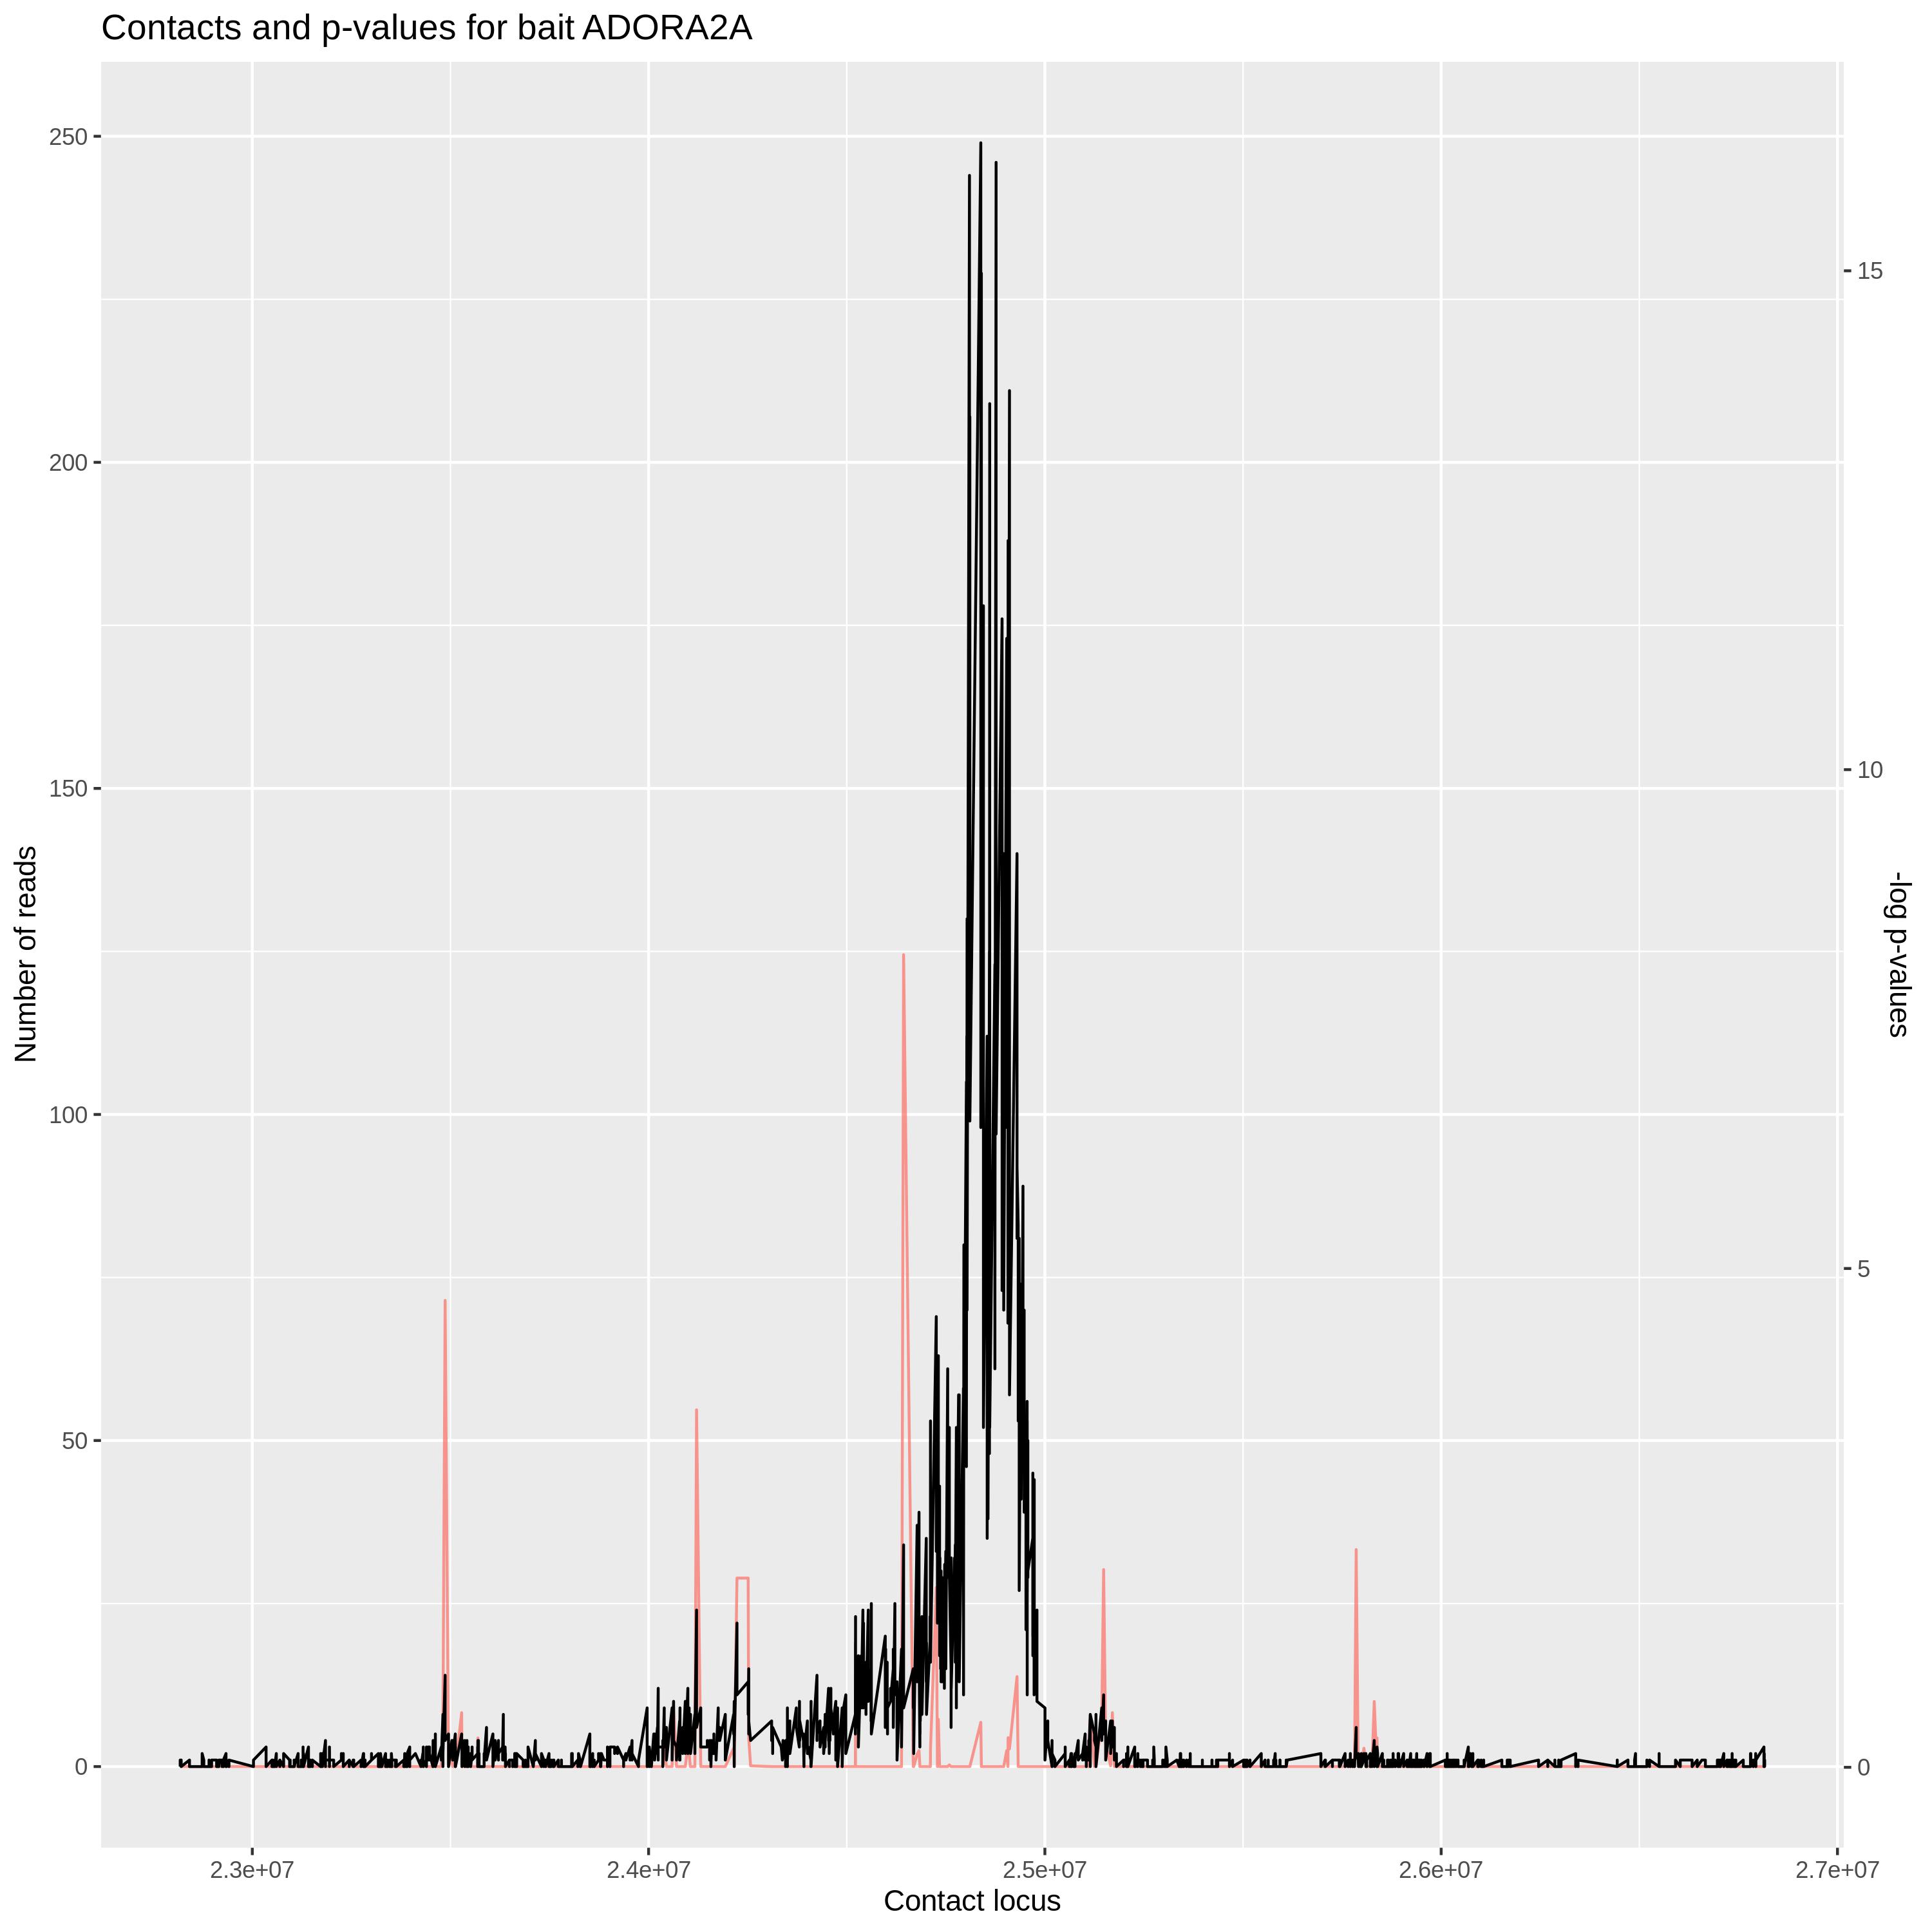 Contacts and p-values for bait ADORA2A
250
200
150
100
50
0
Number of reads
15
10
5
0
-log p-values
2.3e+07
2.4e+07
2.5e+07
2.6e+07
2.7e+07
Contact locus